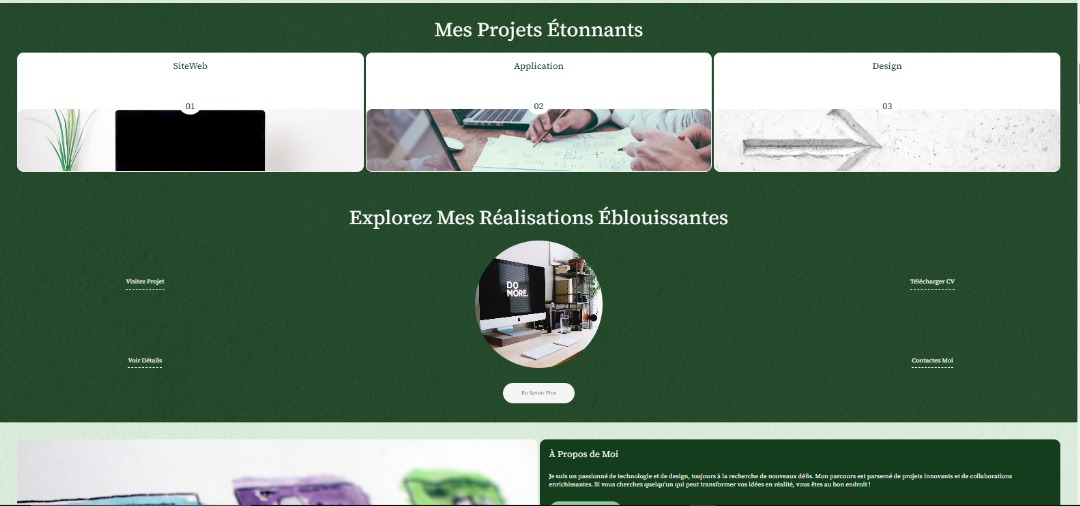 Mes Projets Étonnants
SiteWeb
Application
Design
01
02
03
Explorez Mes Réalisations Éblouissantes
DO
MORE.
Visitez Projet
Télécharger CV
Voir Détails
Contactez Moi
En Savoir Plus
À Propos de Moi
Je suis un passionné de technologie et de design, toujours à la recherche de nouveaux défis. Mon parcours est parsemé de projets innovants et de collaborations
enrichissantes. Si vous cherchez quelqu'un qui peut transformer vos idées en réalité, vous êtes au bon endroit !